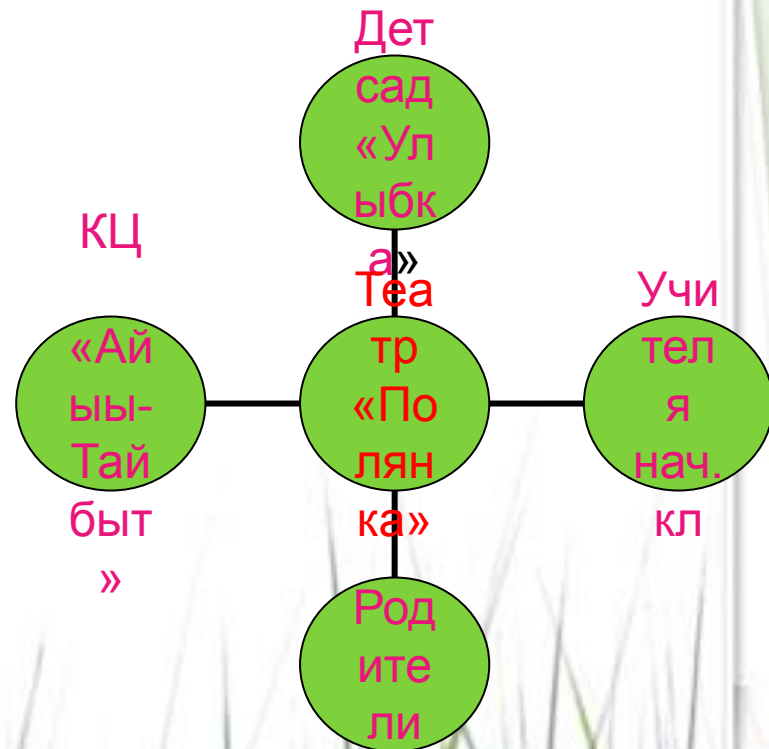 Дет
сад
«Ул
ыбк
а»
КЦ
«Ай
ыы-
Тай
быт
»
Теа
тр
«По
лян
ка»
Учи
тел
я
нач.
кл
Род
ите
ли